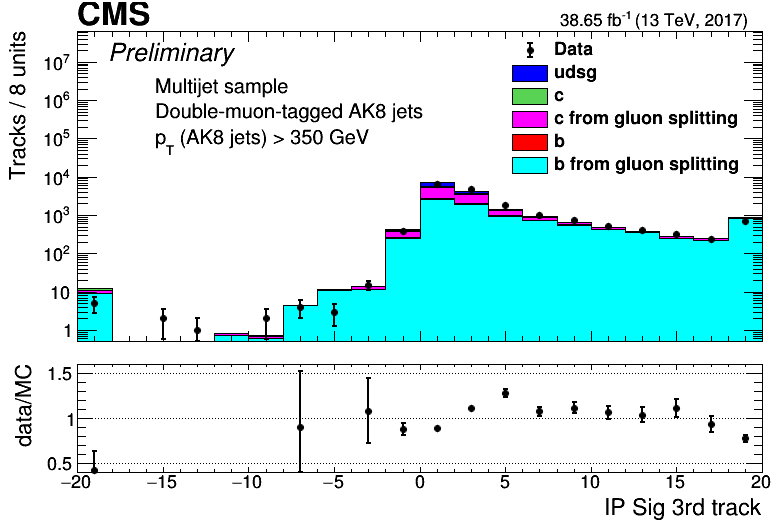 CMS
38.65 fb⁻¹ (13 TeV, 2017)
Preliminary
Multijet sample
Double-muon-tagged AK8 jets
p_T (AK8 jets) > 350 GeV
Data
udsg
c
c from gluon splitting
b
b from gluon splitting
Tracks / 8 units
10⁷
10⁶
10⁵
10⁴
10³
10²
10
1
data/MC
1.5
1
0.5
−20 −15 −10 −5 0 5 10 15 20
IP Sig 3rd track